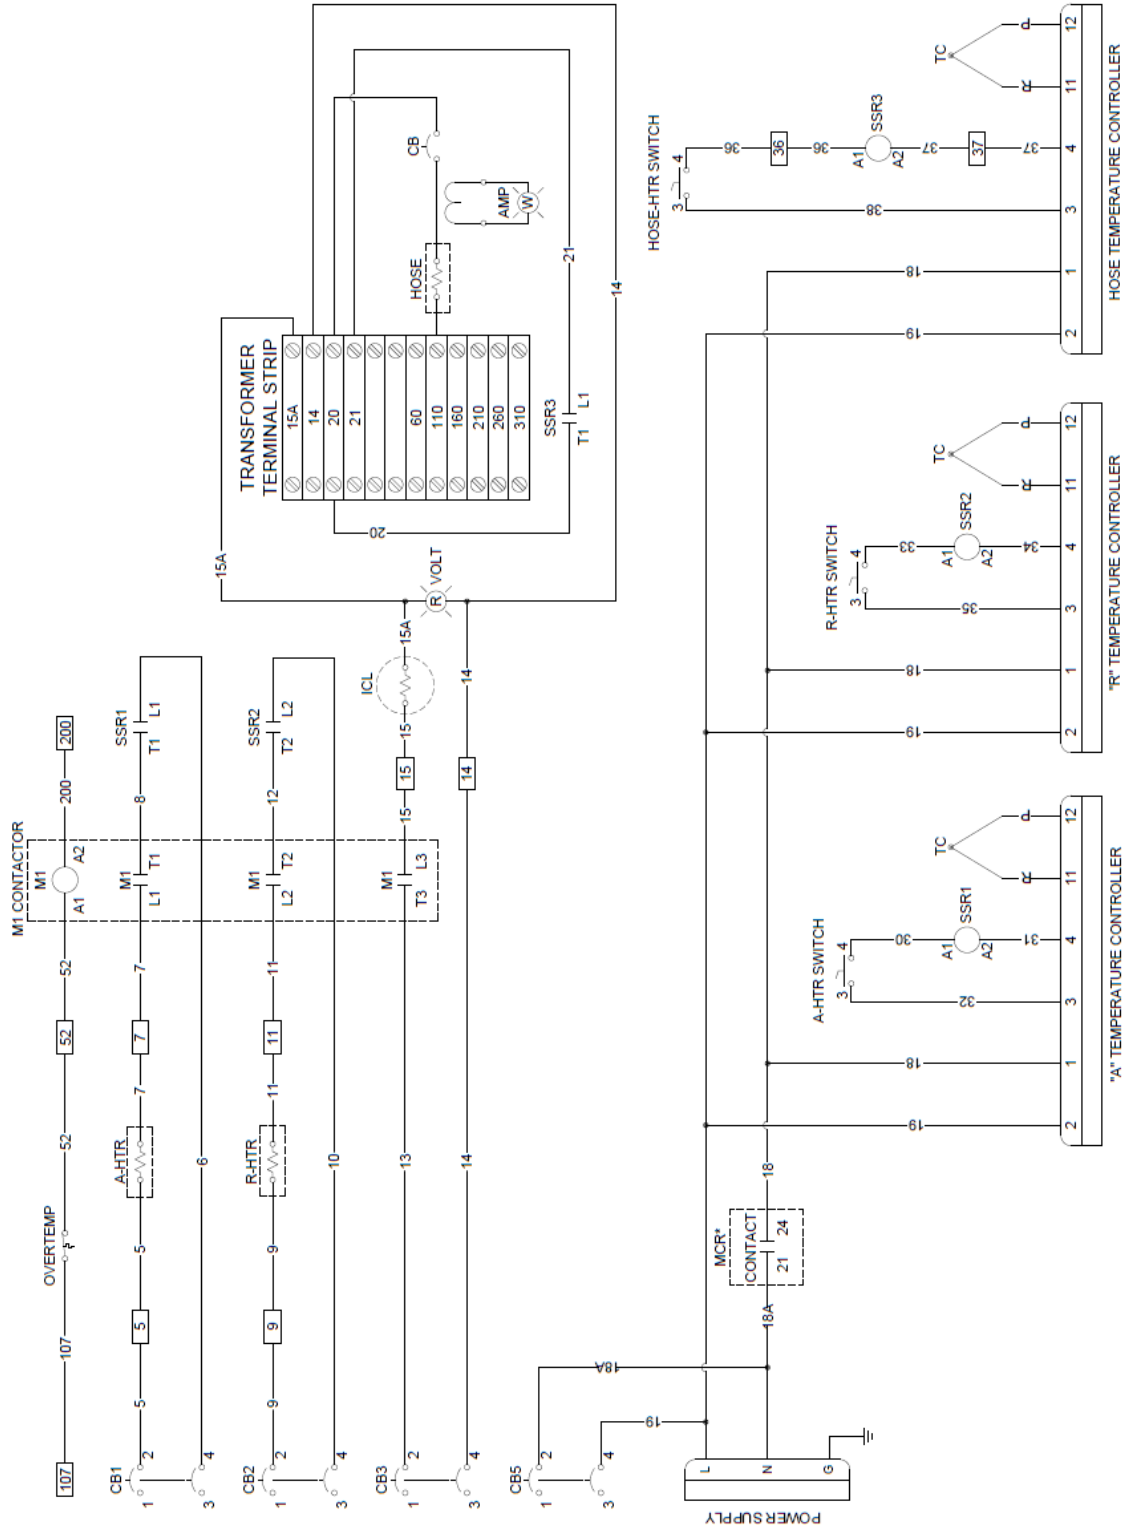 M1 CONTACTOR
OVERTEMP
M1
107
107
52
52
52
200
200
A1
A2
CB1
A-HTR
M1
SSR1
2
5
5
5
7
7
7
L1
T1
8
T1
L1
1
4
6
3
15A
TRANSFORMER
TERMINAL STRIP
CB2
R-HTR
M1
SSR2
2
9
9
9
11
11
11
L2
T2
12
T2
L2
1
4
10
3
15A
14
20
21
60
110
160
210
260
310
20
CB3
M1
ICL
2
13
T3
L3
15
15
15
15A
1
R
VOLT
4
14
14
14
3
HOSE
CB
AMP
W
CB5
SSR3
2
T1
L1
21
1
4
18A
3
14
19
HOSE-HTR SWITCH
3
4
POWER SUPPLY
L
N
G
MCR*
CONTACT
21
24
18A
18
38
36
36
36
A1
SSR3
A2
37
37
37
A-HTR SWITCH
3
4
R-HTR SWITCH
3
4
32
30
A1
SSR1
A2
31
35
33
A1
SSR2
A2
34
19
18
TC
R
P
19
18
TC
R
P
19
18
TC
R
P
2
1
3
4
11
12
2
1
3
4
11
12
2
1
3
4
11
12
"A" TEMPERATURE CONTROLLER
"R" TEMPERATURE CONTROLLER
HOSE TEMPERATURE CONTROLLER